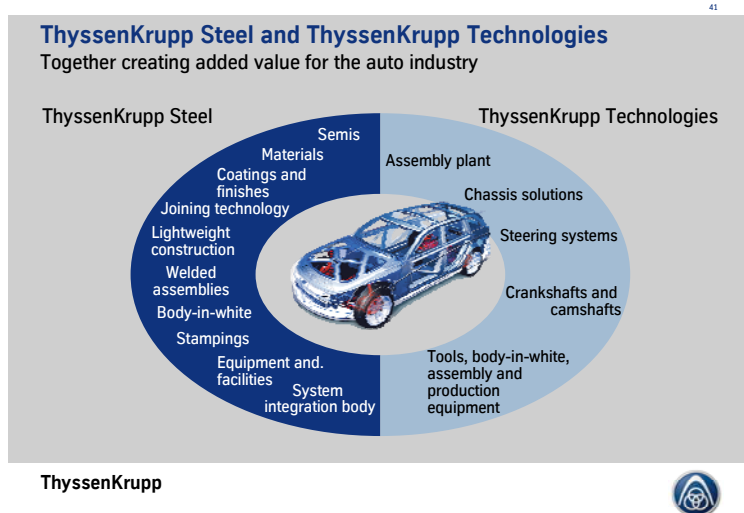 41
ThyssenKrupp Steel and ThyssenKrupp Technologies
Together creating added value for the auto industry
ThyssenKrupp Steel
Semis
Materials
Coatings and
finishes
Joining technology
Lightweight
construction
Welded
assemblies
Body-in-white
Stampings
Equipment and.
facilities
System
integration body
ThyssenKrupp Technologies
Assembly plant
Chassis solutions
Steering systems
Crankshafts and
camshafts
Tools, body-in-white,
assembly and
production
equipment
ThyssenKrupp